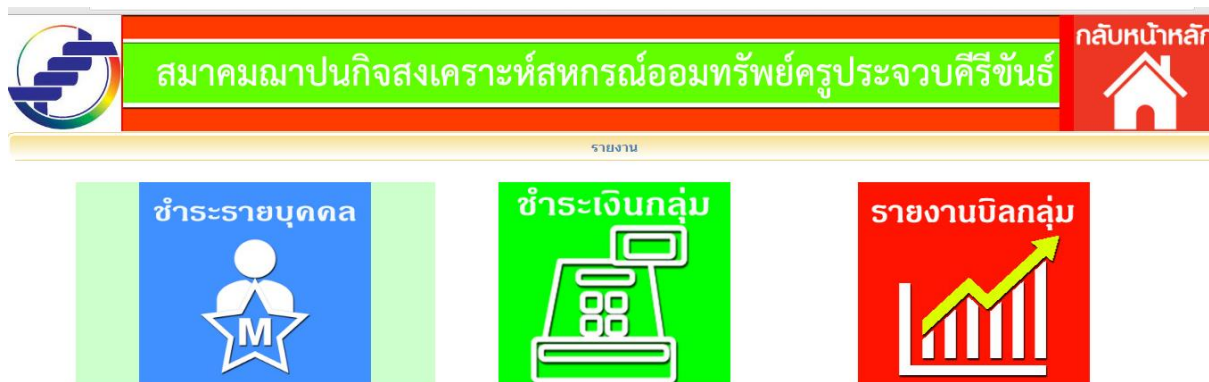 กลับหน้าหลัก
สมาคมฌาปนกิจสงเคราะห์สหกรณ์ออมทรัพย์ครูประจวบคีรีขันธ์
รายงาน
ชำระรายบุคคล
ชำระเงินกลุ่ม
รายงานบิลกลุ่ม
M